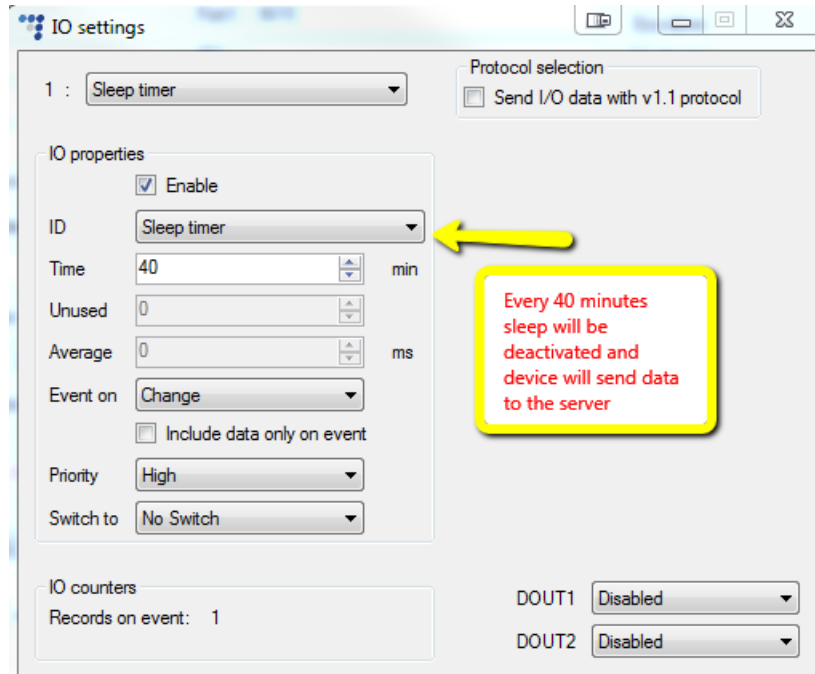 IO settings
1 : Sleep timer
Protocol selection
Send I/O data with v1.1 protocol
IO properties
Enable
ID Sleep timer
Time 40 min
Unused 0
Average 0 ms
Event on Change
Include data only on event
Priority High
Switch to No Switch
Every 40 minutes
sleep will be
deactivated and
device will send data
to the server
IO counters
Records on event: 1
DOUT1 Disabled
DOUT2 Disabled